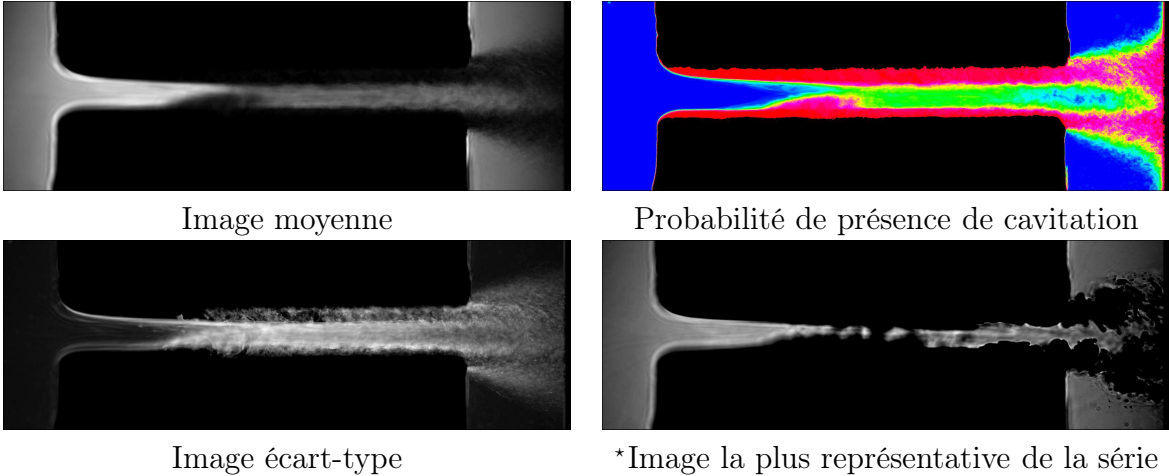 Image moyenne
Probabilité de présence de cavitation
Image écart-type
*Image la plus représentative de la série